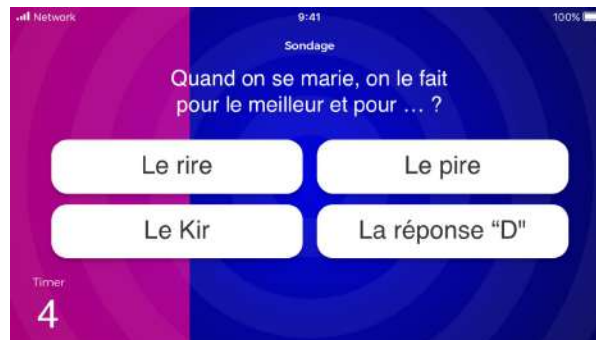 Network 9:41 100%
Sondage
Quand on se marie, on le fait
pour le meilleur et pour ... ?
Le rire Le pire
Le Kir La réponse “D"
Timer
4